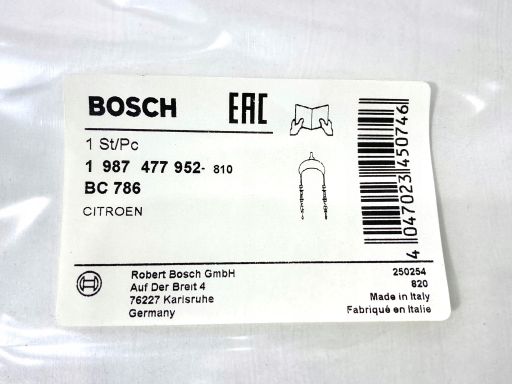 BOSCH
EAC
1 St/Pc
1 987 477 952- 810
BC 786
CITROEN
4 047023 450746
Robert Bosch GmbH
Auf Der Breit 4
76227 Karlsruhe
Germany
250254
820
Made in Italy
Fabriqué en Italie